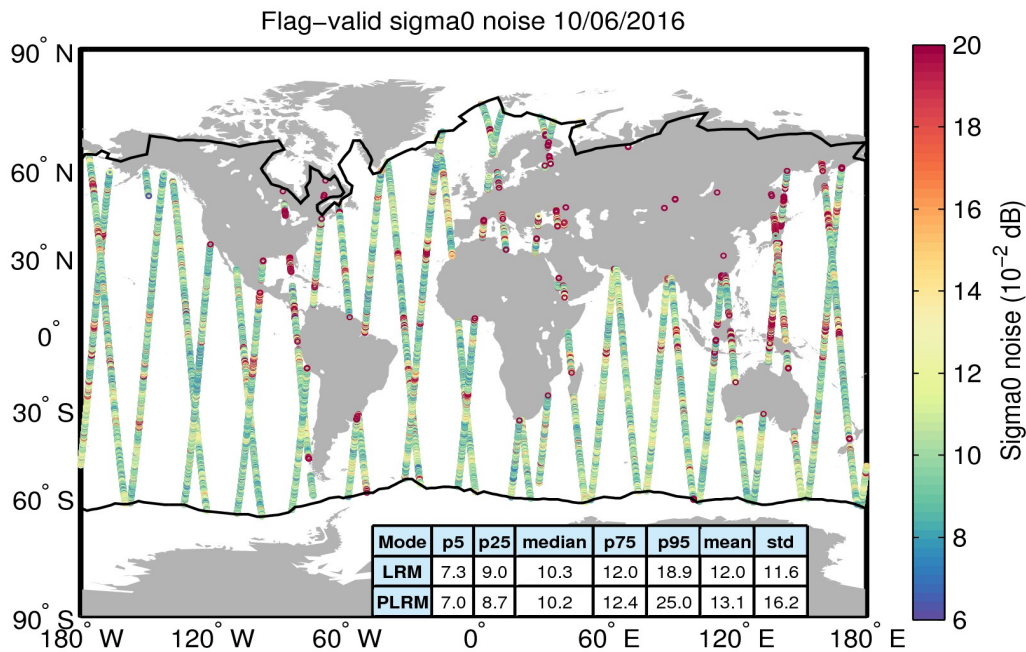 Flag−valid sigma0 noise 10/06/2016
90° N
60° N
30° N
0°
30° S
60° S
90° S
180° W
120° W
60° W
0°
60° E
120° E
180° E
20
18
16
14
12
10
8
6
Sigma0 noise (10⁻² dB)
Mode p5 p25 median p75 p95 mean std
LRM 7.3 9.0 10.3 12.0 18.9 12.0 11.6
PLRM 7.0 8.7 10.2 12.4 25.0 13.1 16.2